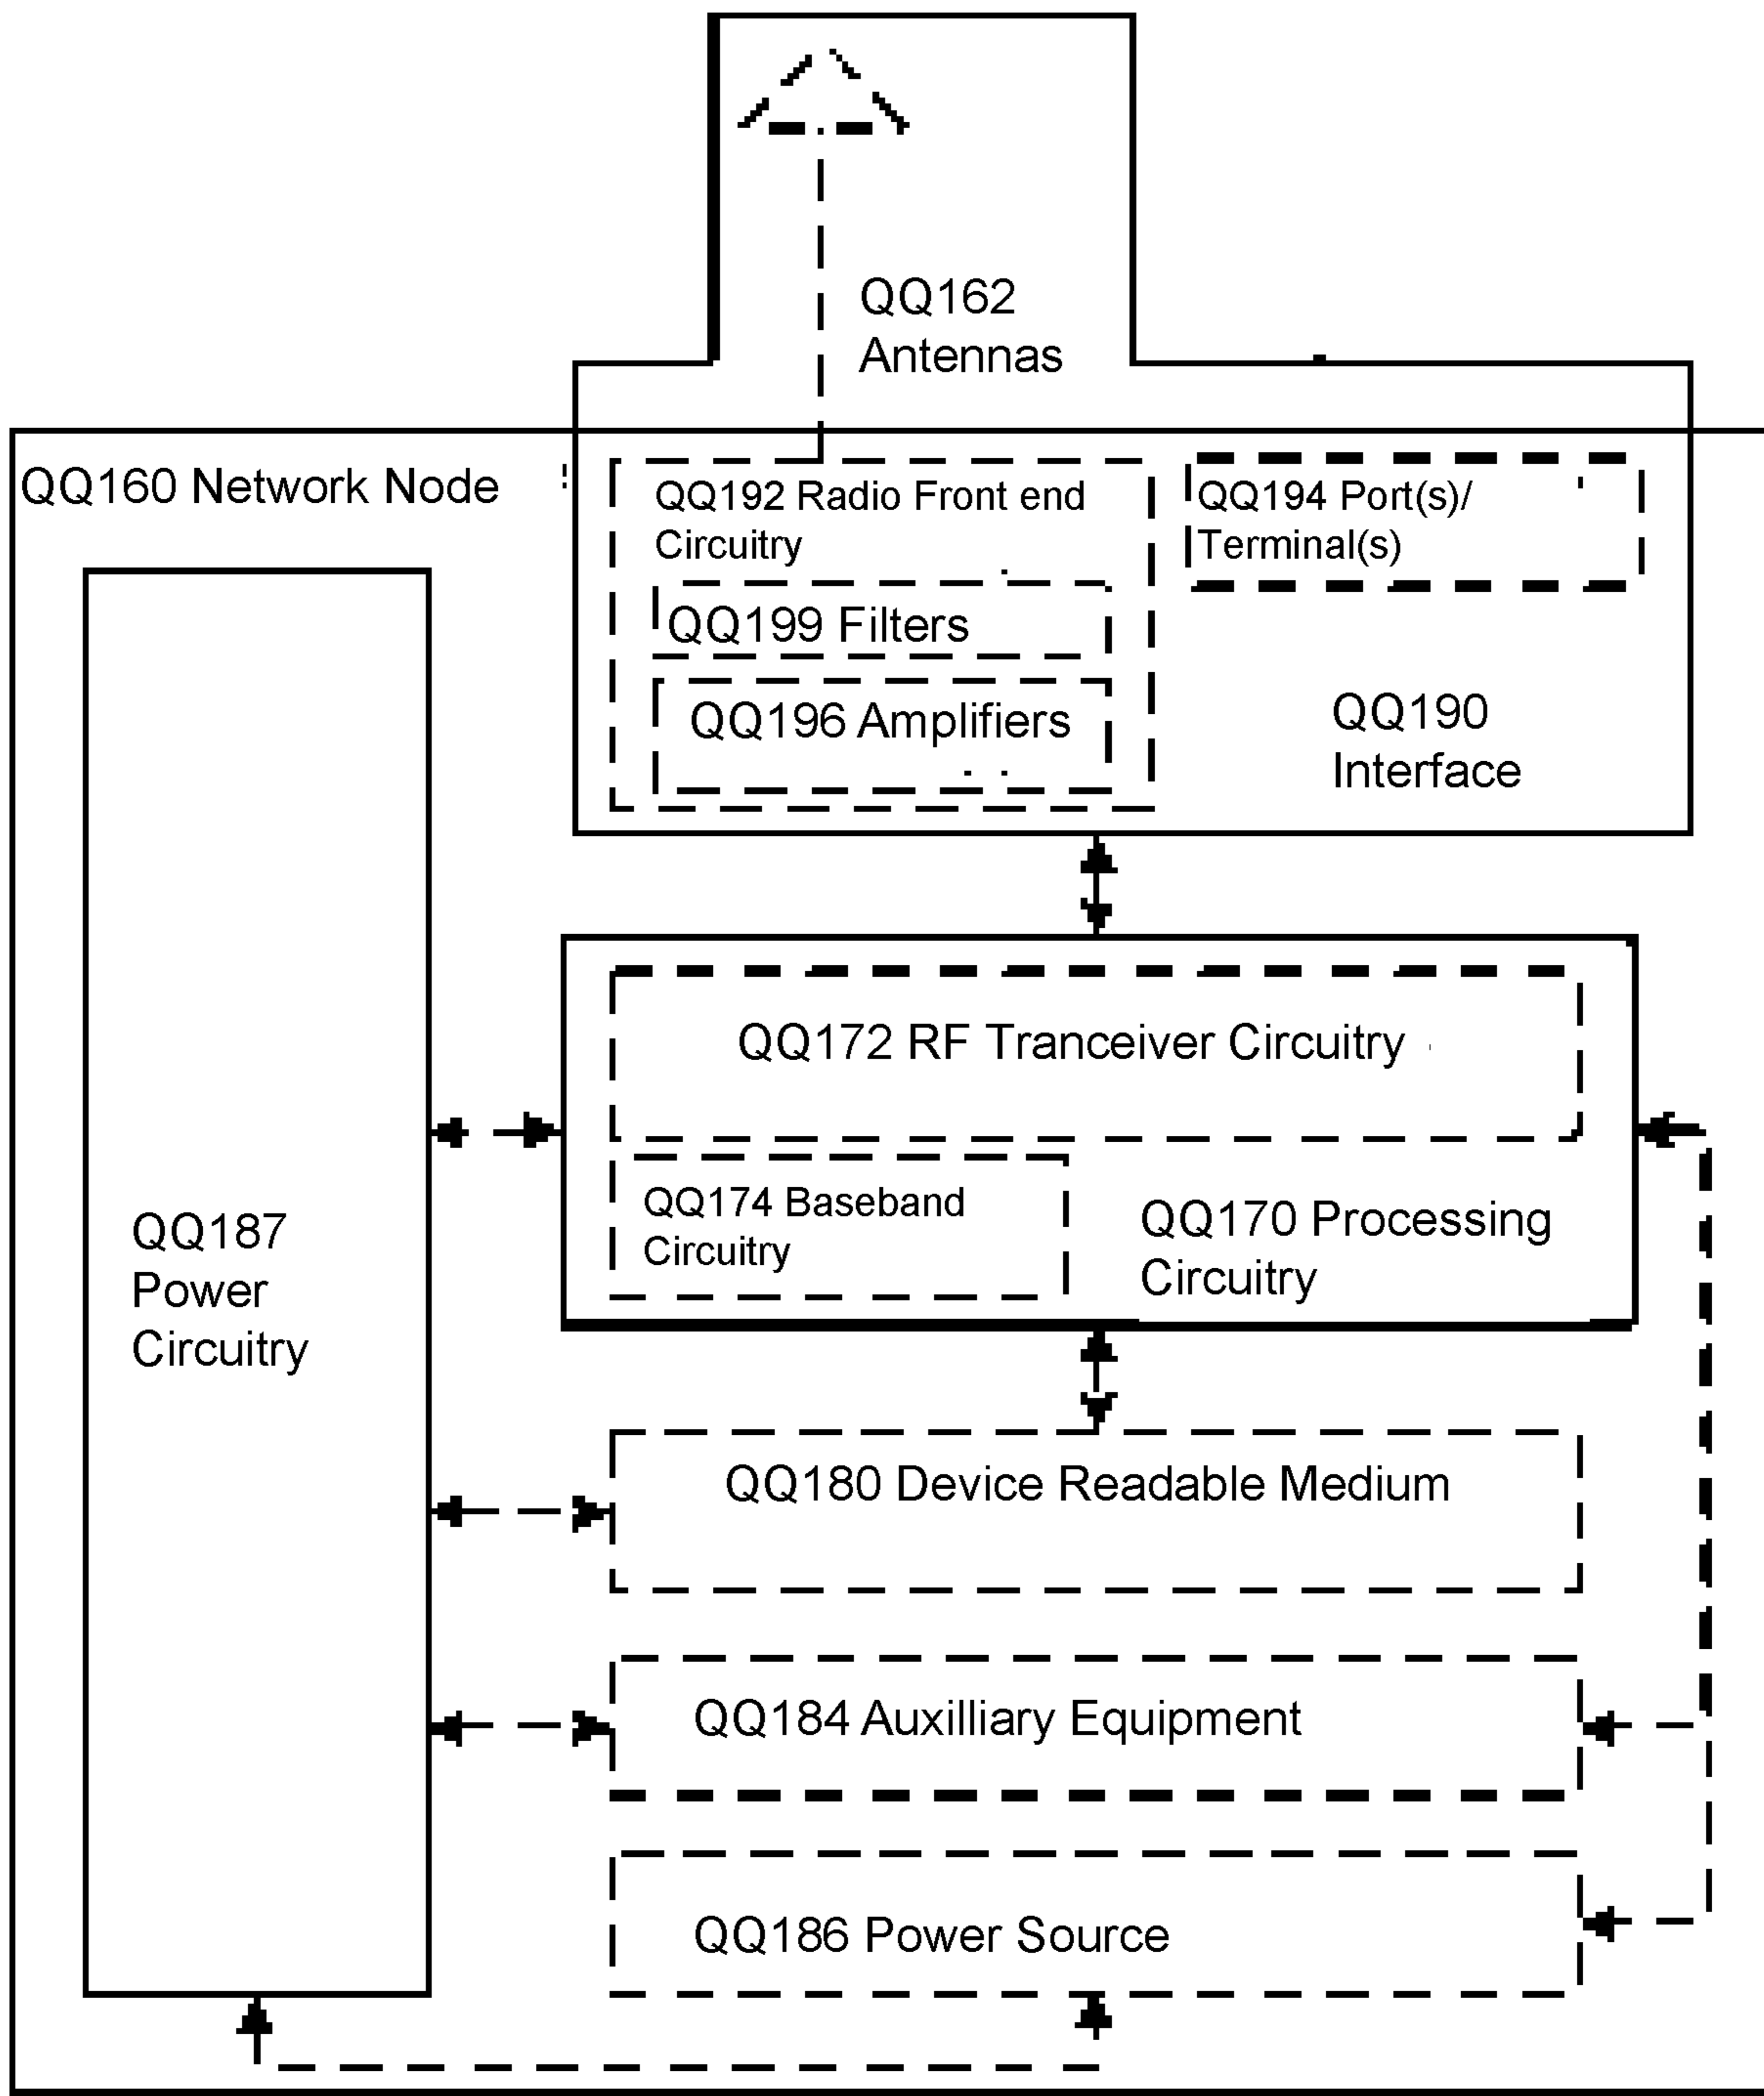 QQ162
Antennas
QQ160 Network Node
QQ192 Radio Front end
Circuitry
QQ194 Port(s)/
Terminal(s)
QQ199 Filters
QQ196 Amplifiers
QQ190
Interface
QQ172 RF Tranceiver Circuitry
QQ174 Baseband
Circuitry
QQ170 Processing
Circuitry
QQ187
Power
Circuitry
QQ180 Device Readable Medium
QQ184 Auxilliary Equipment
QQ186 Power Source